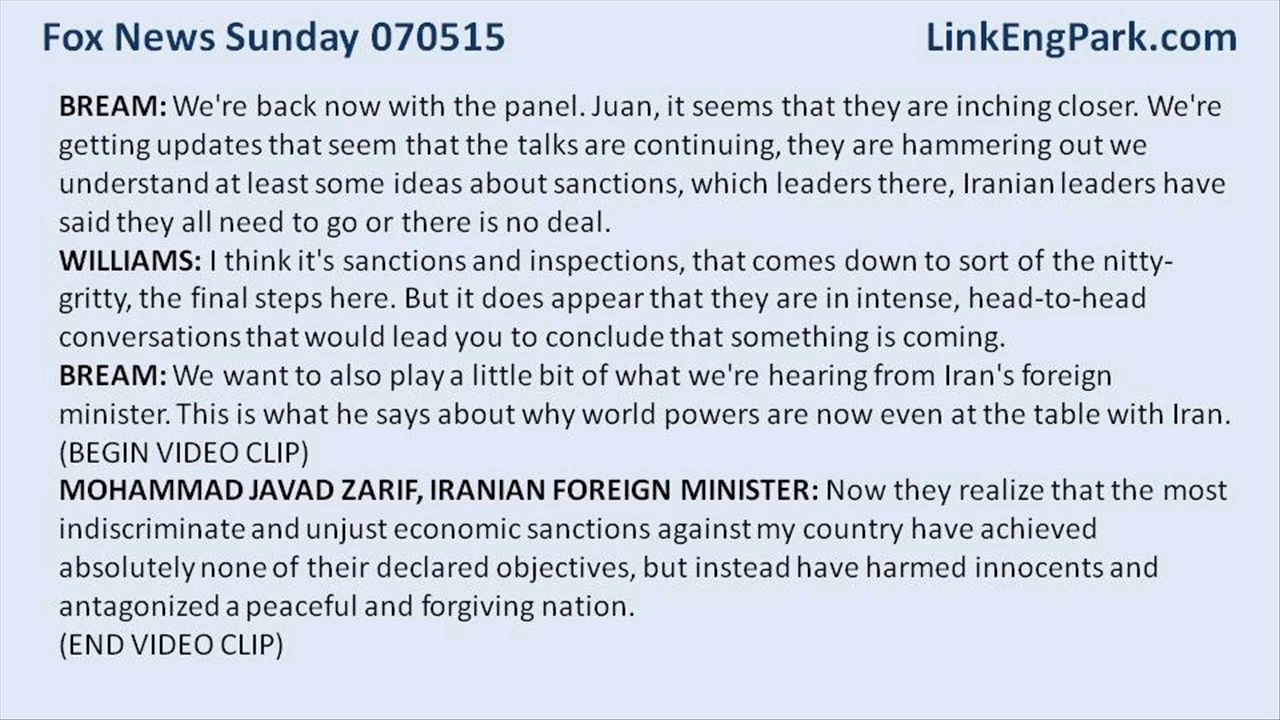 Fox News Sunday 070515
LinkEngPark.com
BREAM: We're back now with the panel. Juan, it seems that they are inching closer. We're
getting updates that seem that the talks are continuing, they are hammering out we
understand at least some ideas about sanctions, which leaders there, Iranian leaders have
said they all need to go or there is no deal.
WILLIAMS: I think it's sanctions and inspections, that comes down to sort of the nitty-
gritty, the final steps here. But it does appear that they are in intense, head-to-head
conversations that would lead you to conclude that something is coming.
BREAM: We want to also play a little bit of what we're hearing from Iran's foreign
minister. This is what he says about why world powers are now even at the table with Iran.
(BEGIN VIDEO CLIP)
MOHAMMAD JAVAD ZARIF, IRANIAN FOREIGN MINISTER: Now they realize that the most
indiscriminate and unjust economic sanctions against my country have achieved
absolutely none of their declared objectives, but instead have harmed innocents and
antagonized a peaceful and forgiving nation.
(END VIDEO CLIP)